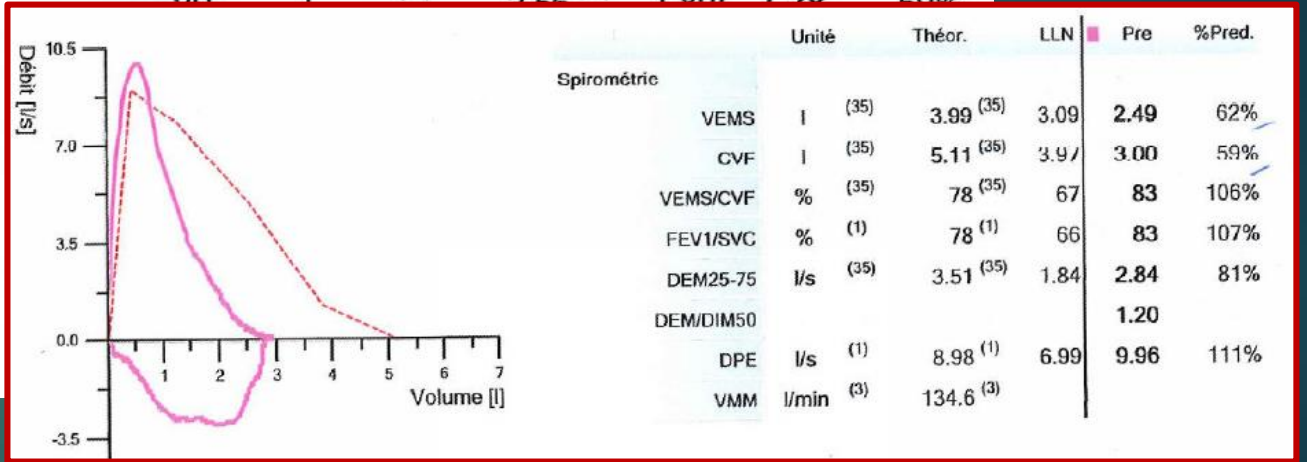 Unité Théor. LLN Pre %Pred.
Spirométrie
VEMS l (35) 3.99 (35) 3.09 2.49 62%
CVF l (35) 5.11 (35) 3.97 3.00 59%
VEMS/CVF % (35) 78 (35) 67 83 106%
FEV1/SVC % (1) 78 (1) 66 83 107%
DEM25-75 l/s (35) 3.51 (35) 1.84 2.84 81%
DEM/DIM50 1.20
DPE l/s (1) 8.98 (1) 6.99 9.96 111%
VMM l/min (3) 134.6 (3)
Débit [l/s]
10.5
7.0
3.5
0.0
1 2 3 4 5 6 7
Volume [l]
-3.5